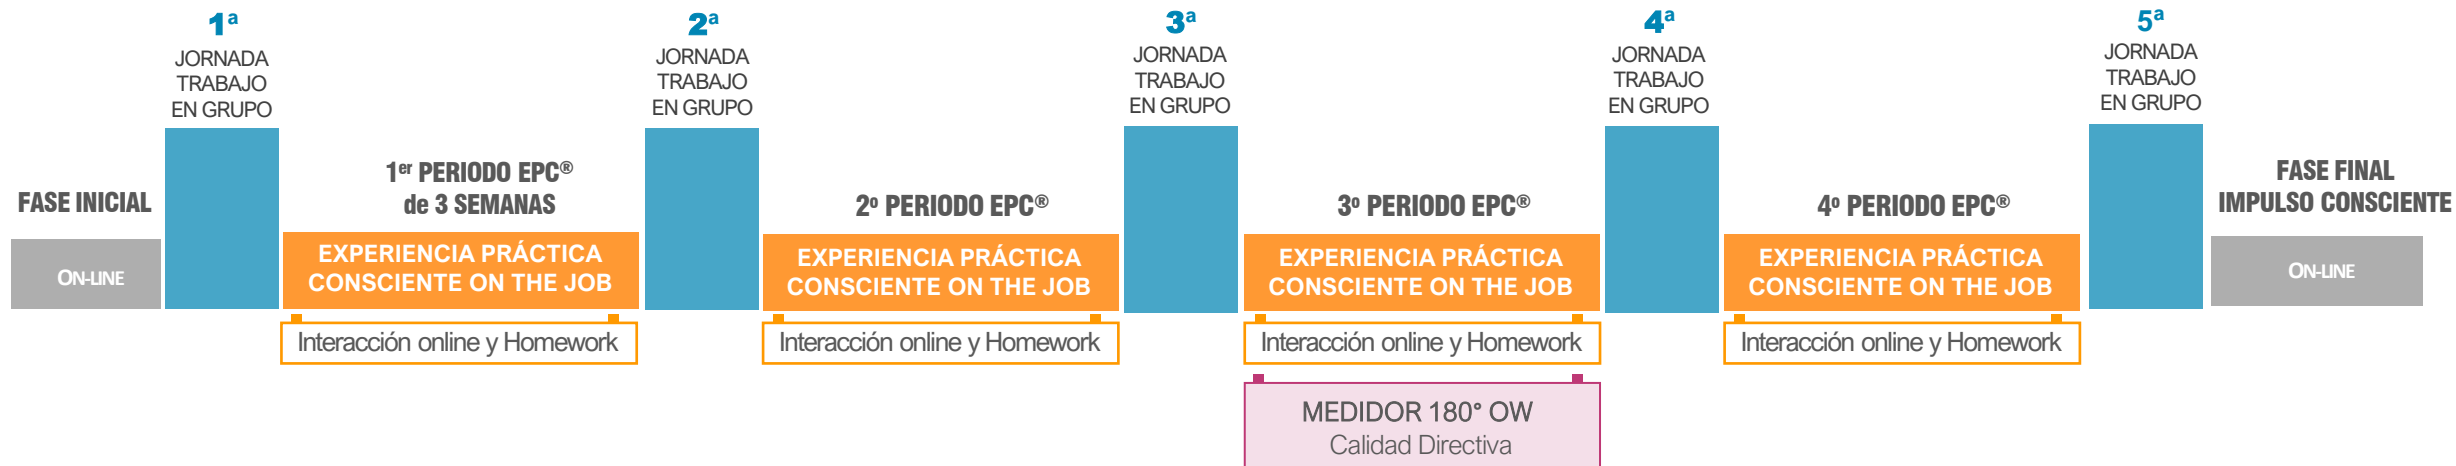 FASE INICIAL
ON-LINE
1ª
JORNADA
TRABAJO
EN GRUPO
1er PERIODO EPC®
de 3 SEMANAS
EXPERIENCIA PRÁCTICA
CONSCIENTE ON THE JOB
Interacción online y Homework
2ª
JORNADA
TRABAJO
EN GRUPO
2º PERIODO EPC®
EXPERIENCIA PRÁCTICA
CONSCIENTE ON THE JOB
Interacción online y Homework
3ª
JORNADA
TRABAJO
EN GRUPO
3º PERIODO EPC®
EXPERIENCIA PRÁCTICA
CONSCIENTE ON THE JOB
Interacción online y Homework
MEDIDOR 180° OW
Calidad Directiva
4ª
JORNADA
TRABAJO
EN GRUPO
4º PERIODO EPC®
EXPERIENCIA PRÁCTICA
CONSCIENTE ON THE JOB
Interacción online y Homework
5ª
JORNADA
TRABAJO
EN GRUPO
FASE FINAL
IMPULSO CONSCIENTE
ON-LINE